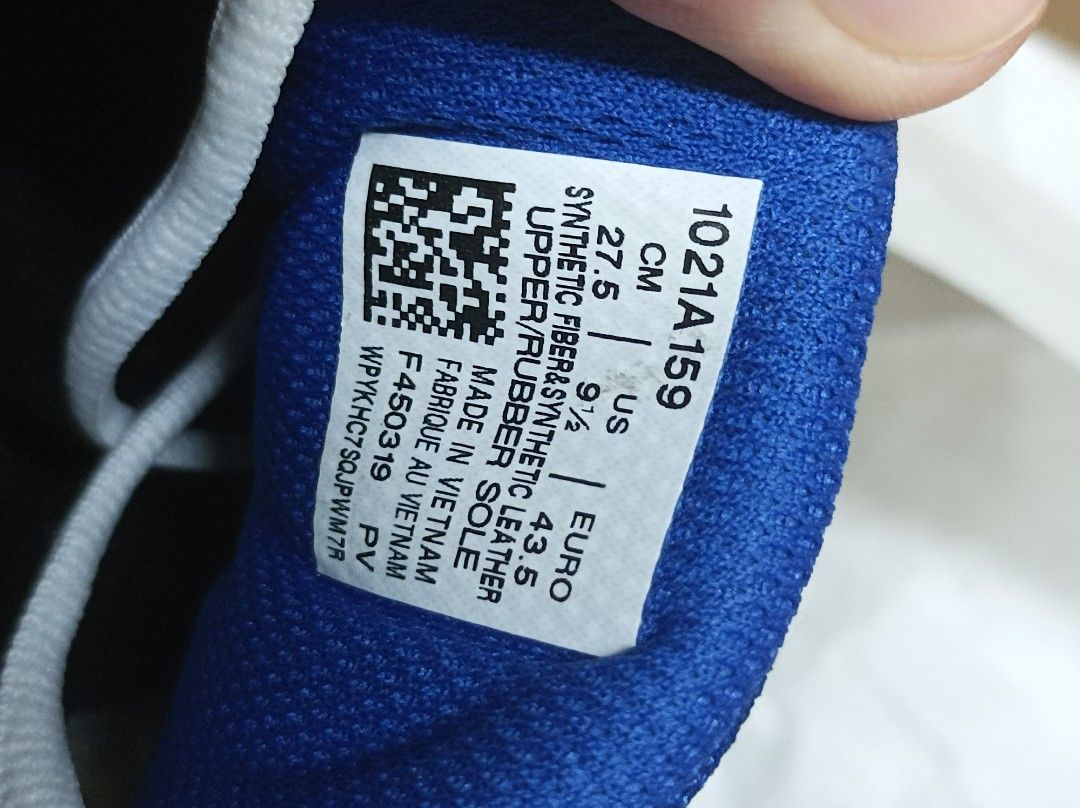 1021A159
CM US EURO
27.5 | 9½ | 43.5
SYNTHETIC FIBER&SYNTHETIC LEATHER
UPPER/RUBBER SOLE
MADE IN VIETNAM
FABRIQUE AU VIETNAM
F450319 PV
WPYKHC7SQJPWM7R